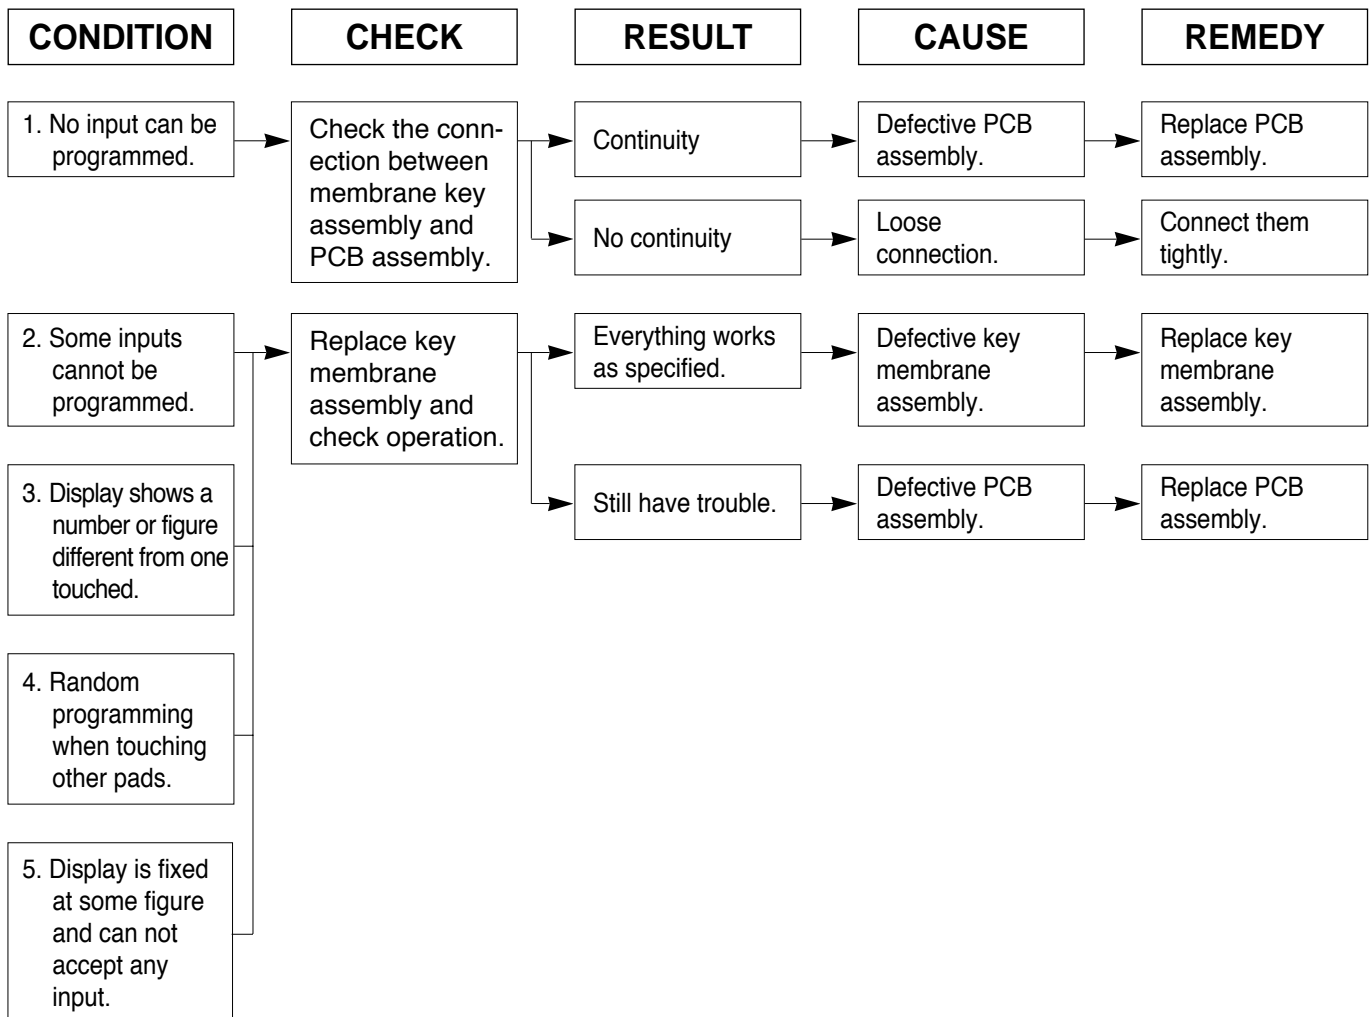 CONDITION
CHECK
RESULT
CAUSE
REMEDY
1. No input can be
programmed.
Check the conn-
ection between
membrane key
assembly and
PCB assembly.
Continuity
Defective PCB
assembly.
Replace PCB
assembly.
No continuity
Loose
connection.
Connect them
tightly.
2. Some inputs
cannot be
programmed.
Replace key
membrane
assembly and
check operation.
Everything works
as specified.
Defective key
membrane
assembly.
Replace key
membrane
assembly.
Still have trouble.
Defective PCB
assembly.
Replace PCB
assembly.
3. Display shows a
number or figure
different from one
touched.
4. Random
programming
when touching
other pads.
5. Display is fixed
at some figure
and can not
accept any
input.